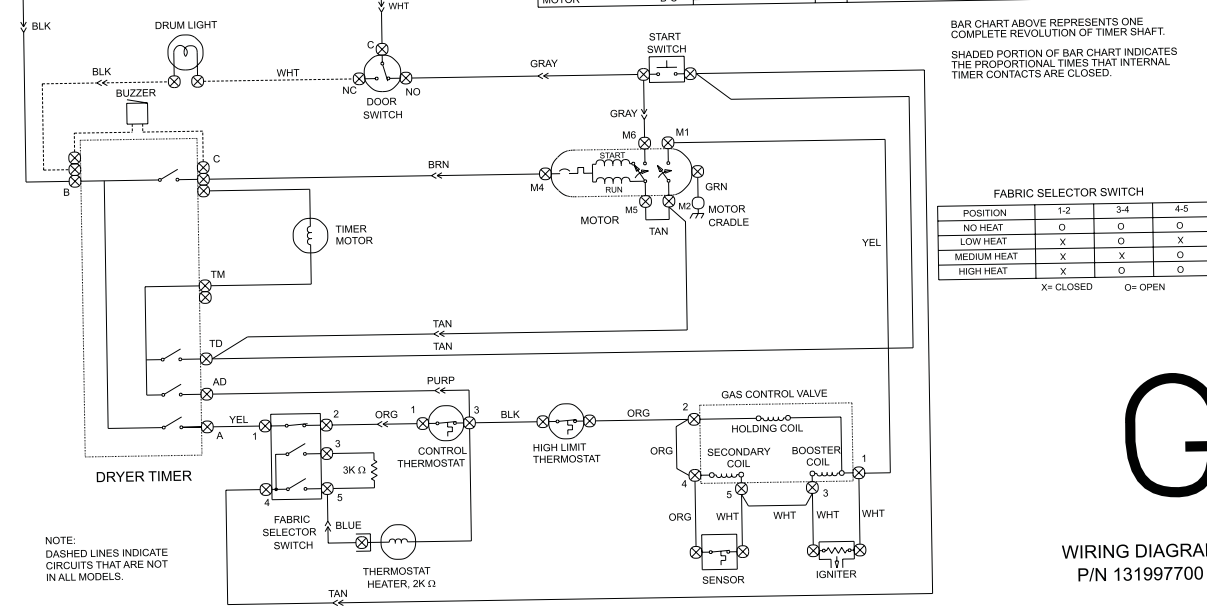 WHT
BLK
DRUM LIGHT
C
START
SWITCH
BAR CHART ABOVE REPRESENTS ONE
COMPLETE REVOLUTION OF TIMER SHAFT.
SHADED PORTION OF BAR CHART INDICATES
THE PROPORTIONAL TIMES THAT INTERNAL
TIMER CONTACTS ARE CLOSED.
BLK
WHT
GRAY
BUZZER
NC
NO
DOOR
SWITCH
GRAY
M6
M1
START
RUN
C
BRN
M4
GRN
B
M5
M2
MOTOR
CRADLE
MOTOR
TAN
TIMER
MOTOR
YEL
FABRIC SELECTOR SWITCH
POSITION 1-2 3-4 4-5
NO HEAT O O O
LOW HEAT X O X
MEDIUM HEAT X X O
HIGH HEAT X O O
X= CLOSED O= OPEN
TM
TAN
TD
TAN
AD
PURP
GAS CONTROL VALVE
YEL
A
1
2
ORG
1
3
BLK
ORG
2
HOLDING COIL
CONTROL
THERMOSTAT
HIGH LIMIT
THERMOSTAT
ORG
SECONDARY
COIL
BOOSTER
COIL
1
3
3K Ω
4
5
4
5
3
DRYER TIMER
FABRIC
SELECTOR
SWITCH
BLUE
ORG
WHT
WHT
WHT
WHT
NOTE:
DASHED LINES INDICATE
CIRCUITS THAT ARE NOT
IN ALL MODELS.
THERMOSTAT
HEATER, 2K Ω
SENSOR
IGNITER
TAN
G
WIRING DIAGRA
P/N 131997700